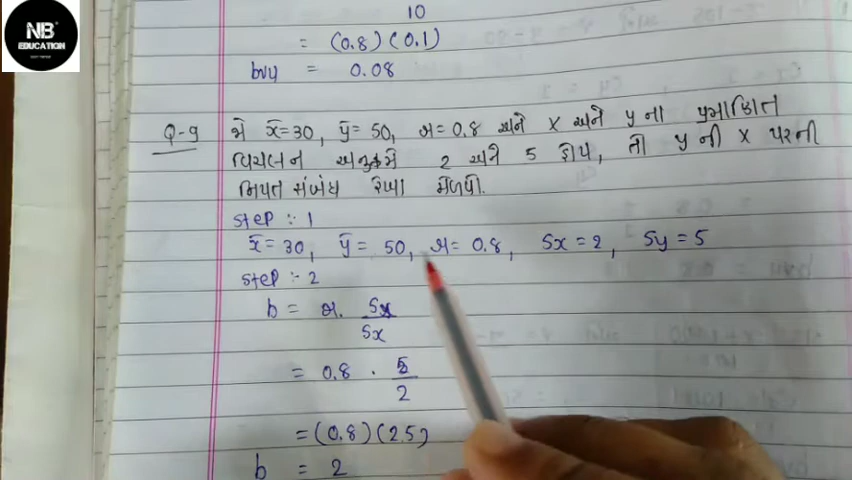 NB
EDUCATION
10
= (0.8) (0.1)
bvu = 0.08
Q-9 જો x̄=30, ȳ=50, ર=0.8 અને x અને y ના પ્રમાણિત
વિચલન અનુક્રમે 2 અને 5 હોય, તો y ની x પરની
નિયત સંબંધ રેખા મેળવો.
Step :- 1
x̄=30, ȳ= 50, ર= 0.8, Sx=2, Sy=5
Step :- 2
b = ર. Sy
Sx
= 0.8 . 5
2
= (0.8) (2.5)
b = 2